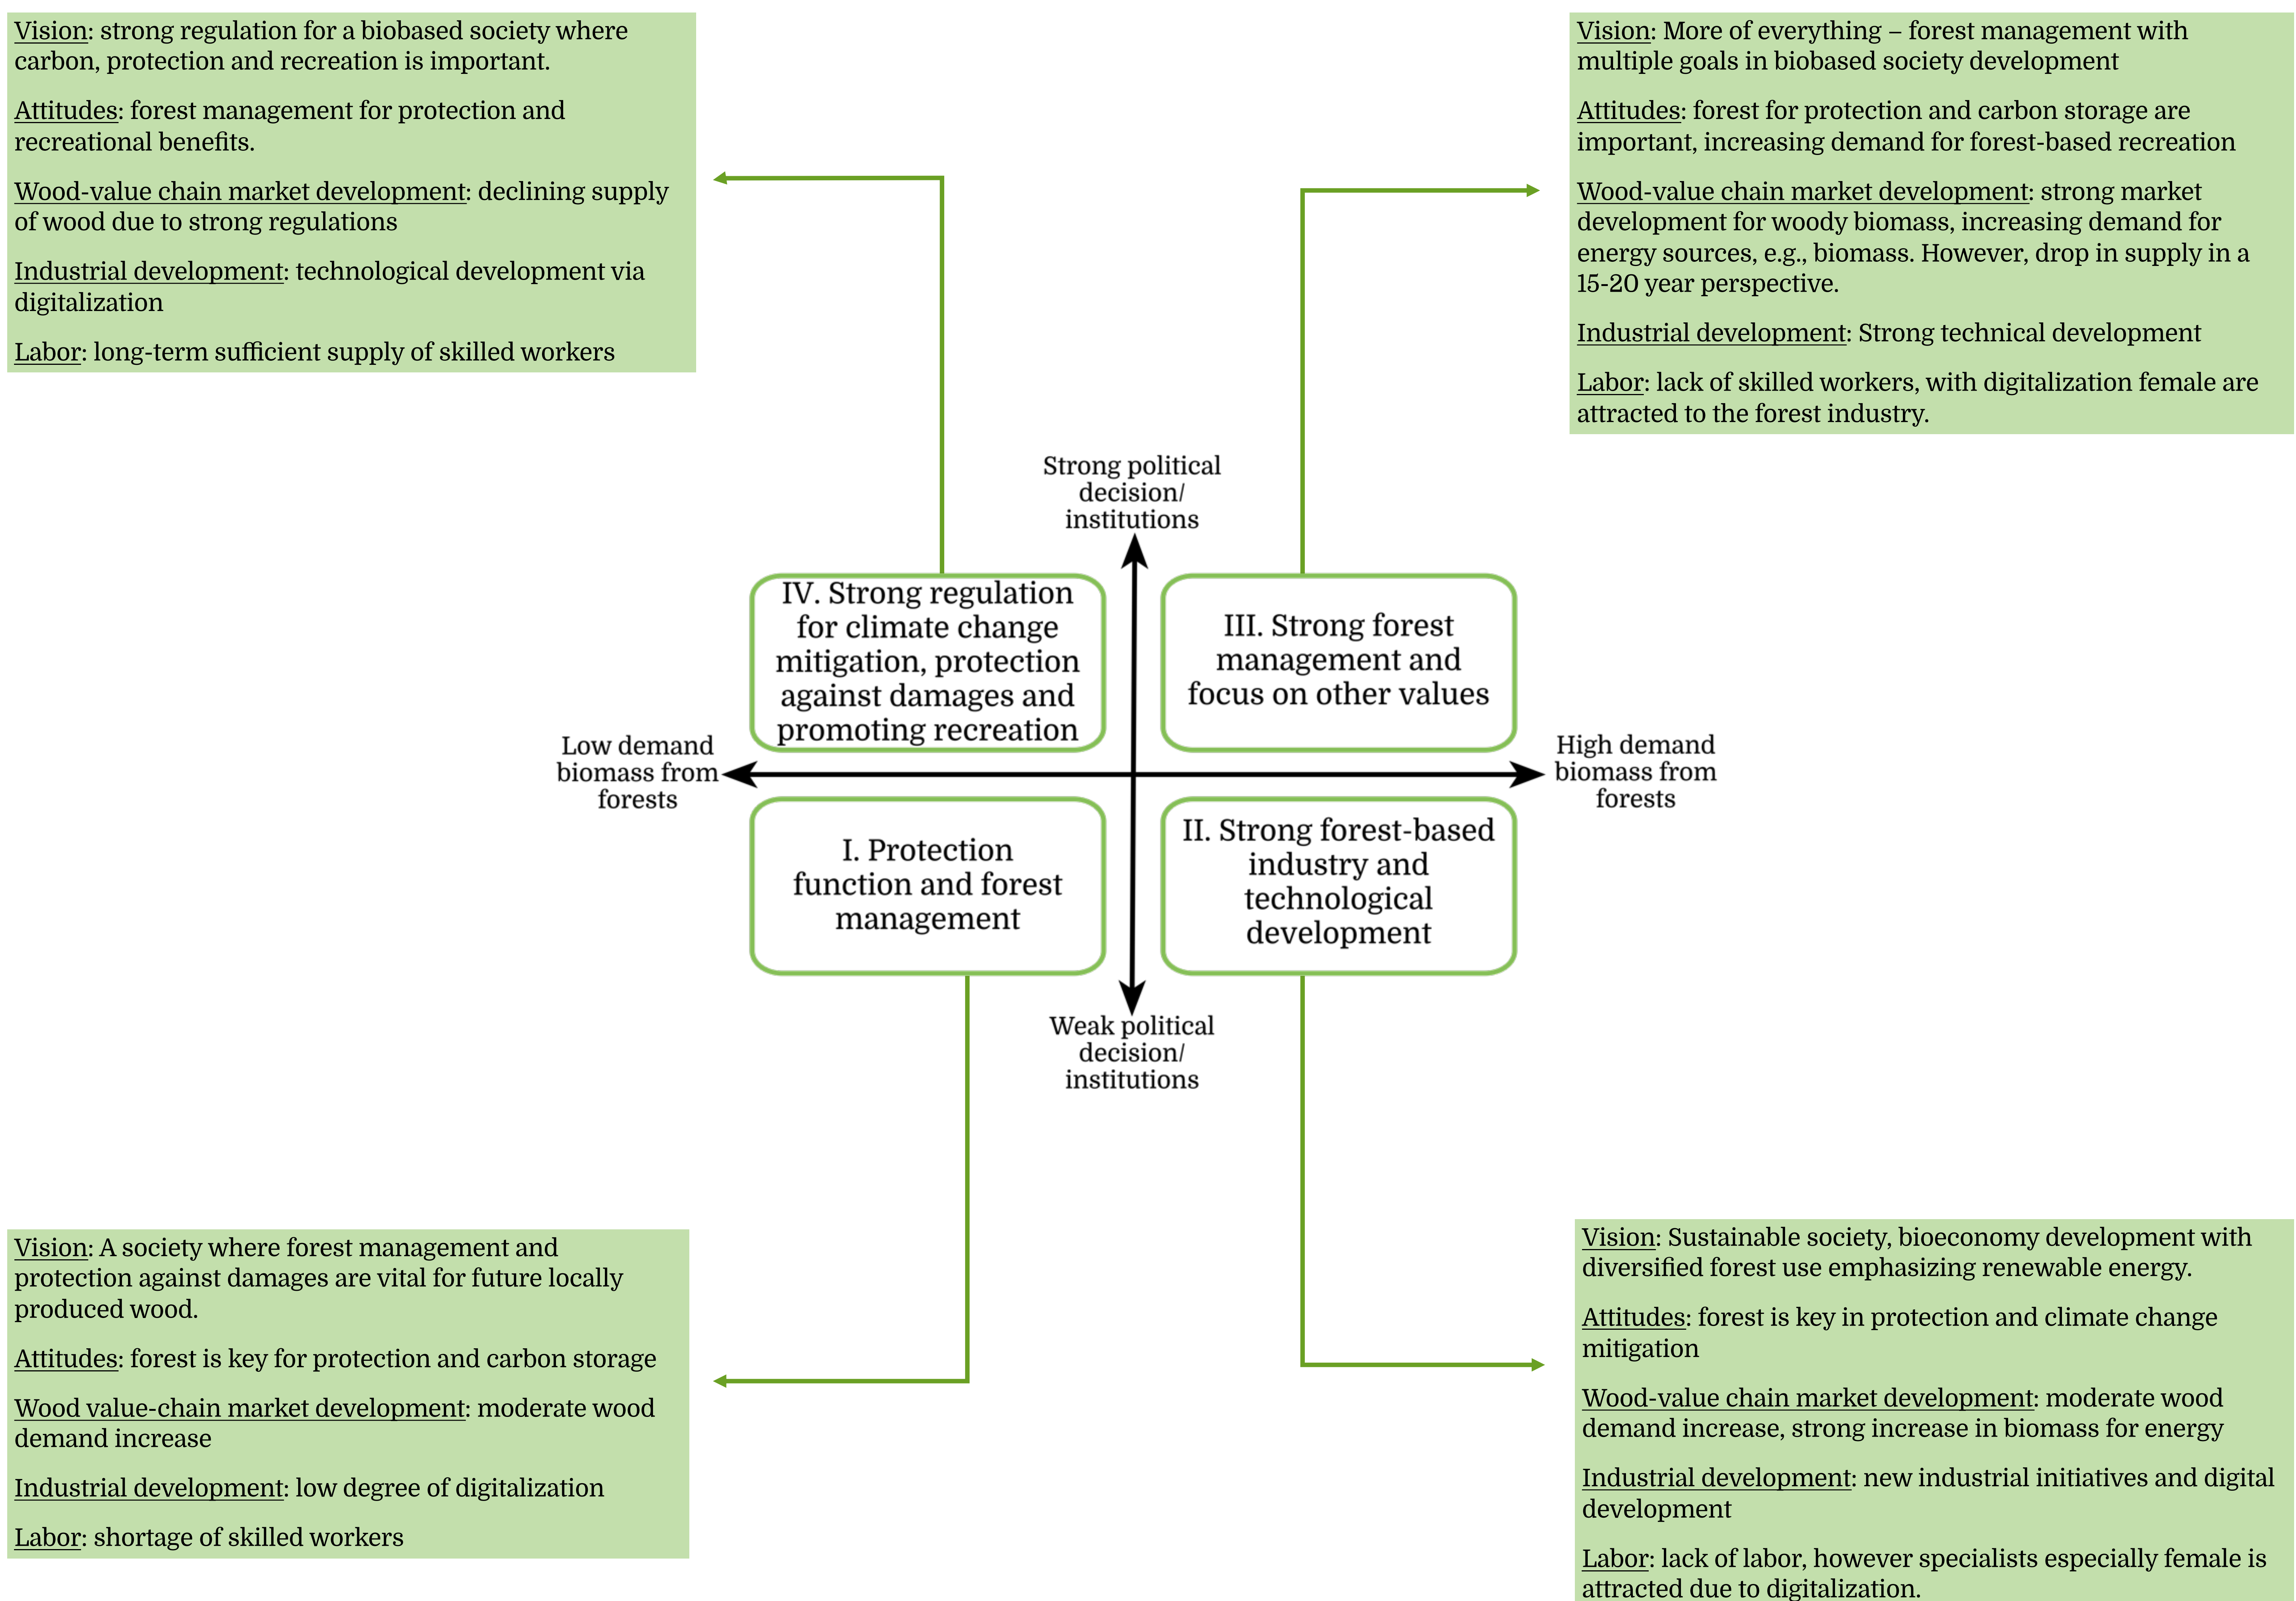 Vision: strong regulation for a biobased society where
carbon, protection and recreation is important.
Attitudes: forest management for protection and
recreational benefits.
Wood-value chain market development: declining supply
of wood due to strong regulations
Industrial development: technological development via
digitalization
Labor: long-term sufficient supply of skilled workers
Vision: More of everything – forest management with
multiple goals in biobased society development
Attitudes: forest for protection and carbon storage are
important, increasing demand for forest-based recreation
Wood-value chain market development: strong market
development for woody biomass, increasing demand for
energy sources, e.g., biomass. However, drop in supply in a
15-20 year perspective.
Industrial development: Strong technical development
Labor: lack of skilled workers, with digitalization female are
attracted to the forest industry.
Strong political
decision/
institutions
IV. Strong regulation
for climate change
mitigation, protection
against damages and
promoting recreation
III. Strong forest
management and
focus on other values
Low demand
biomass from
forests
High demand
biomass from
forests
I. Protection
function and forest
management
II. Strong forest-based
industry and
technological
development
Weak political
decision/
institutions
Vision: A society where forest management and
protection against damages are vital for future locally
produced wood.
Attitudes: forest is key for protection and carbon storage
Wood value-chain market development: moderate wood
demand increase
Industrial development: low degree of digitalization
Labor: shortage of skilled workers
Vision: Sustainable society, bioeconomy development with
diversified forest use emphasizing renewable energy.
Attitudes: forest is key in protection and climate change
mitigation
Wood-value chain market development: moderate wood
demand increase, strong increase in biomass for energy
Industrial development: new industrial initiatives and digital
development
Labor: lack of labor, however specialists especially female is
attracted due to digitalization.